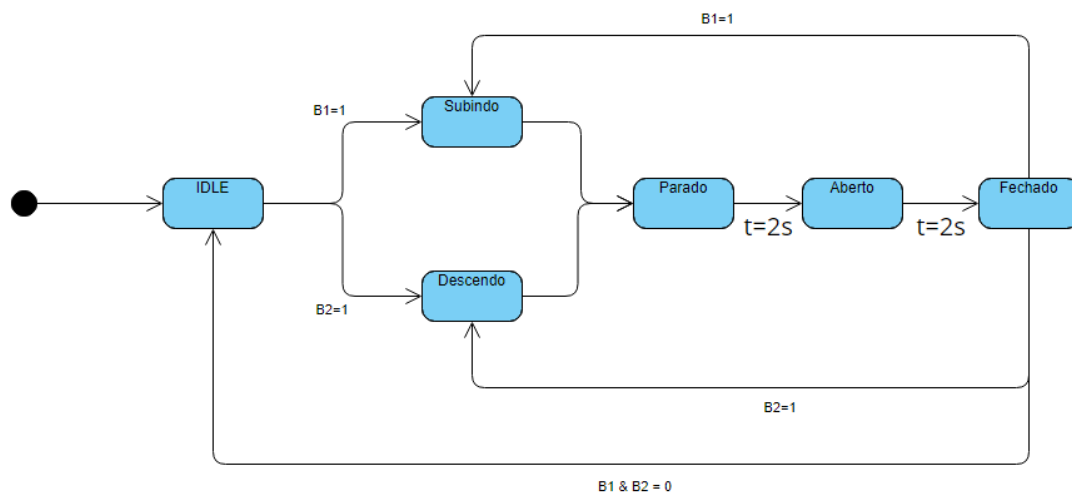 B1=1
Subindo
B1=1
IDLE
Parado
Aberto
Fechado
t=2s
t=2s
Descendo
B2=1
B2=1
B1 & B2 = 0